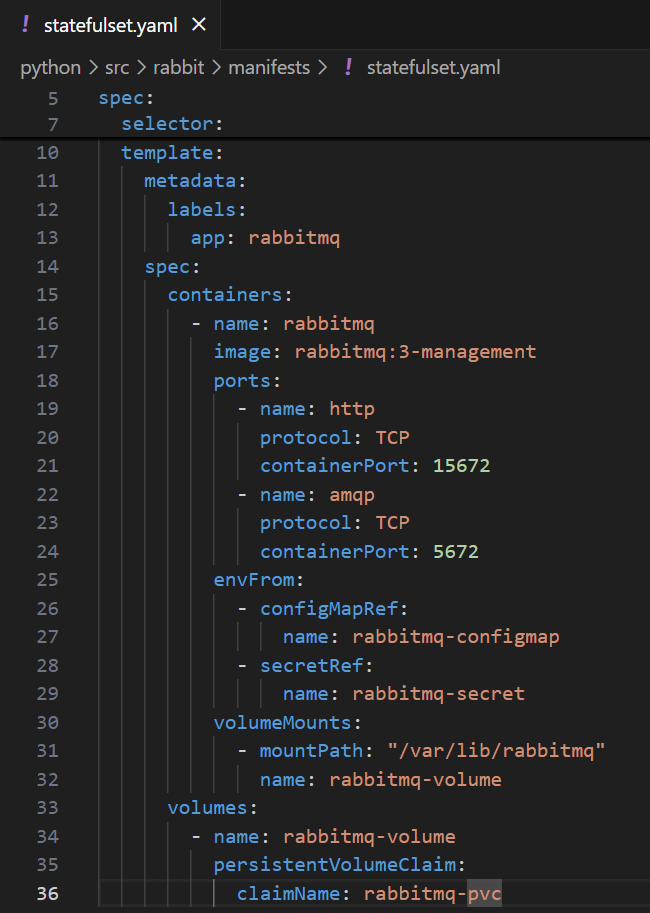 ! statefulset.yaml ×
python > src > rabbit > manifests > ! statefulset.yaml
5 spec:
7 selector:
10 template:
11 metadata:
12 labels:
13 app: rabbitmq
14 spec:
15 containers:
16 - name: rabbitmq
17 image: rabbitmq:3-management
18 ports:
19 - name: http
20 protocol: TCP
21 containerPort: 15672
22 - name: amqp
23 protocol: TCP
24 containerPort: 5672
25 envFrom:
26 - configMapRef:
27 name: rabbitmq-configmap
28 - secretRef:
29 name: rabbitmq-secret
30 volumeMounts:
31 - mountPath: "/var/lib/rabbitmq"
32 name: rabbitmq-volume
33 volumes:
34 - name: rabbitmq-volume
35 persistentVolumeClaim:
36 claimName: rabbitmq-pvc